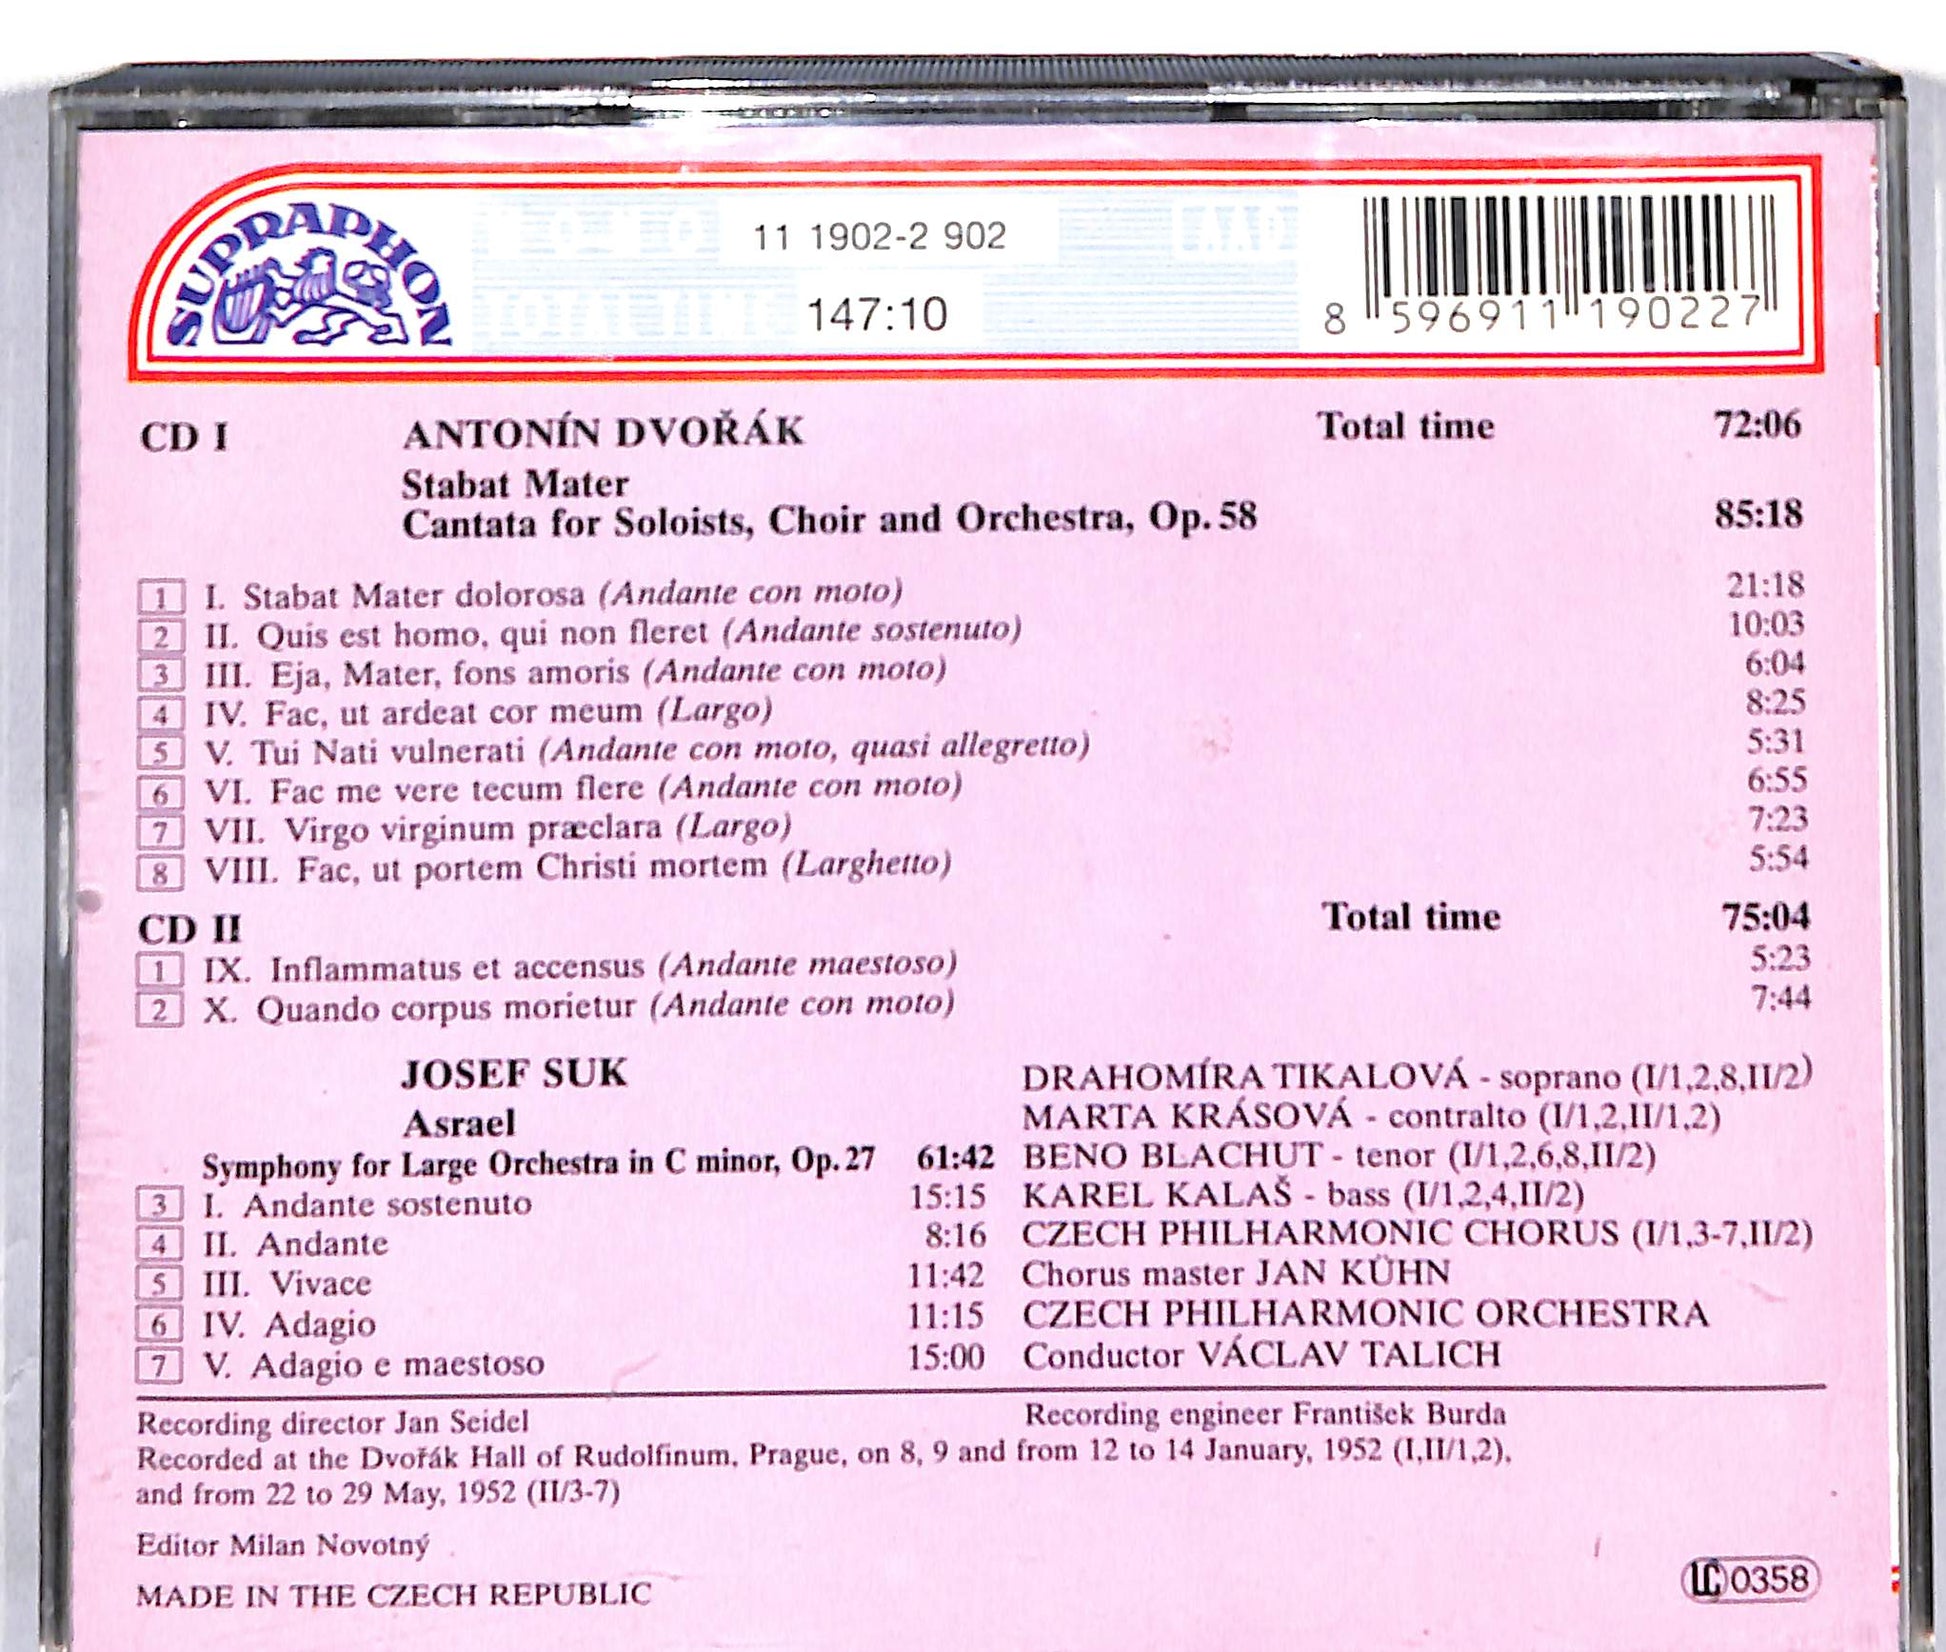 SUPRAPHON
MONO 11 1902-2 902 AAD
TOTAL TIME 147:10
8 596911 190227
CD I ANTONÍN DVOŘÁK Total time 72:06
Stabat Mater
Cantata for Soloists, Choir and Orchestra, Op. 58 85:18
1 I. Stabat Mater dolorosa (Andante con moto) 21:18
2 II. Quis est homo, qui non fleret (Andante sostenuto) 10:03
3 III. Eja, Mater, fons amoris (Andante con moto) 6:04
4 IV. Fac, ut ardeat cor meum (Largo) 8:25
5 V. Tui Nati vulnerati (Andante con moto, quasi allegretto) 5:31
6 VI. Fac me vere tecum flere (Andante con moto) 6:55
7 VII. Virgo virginum præclara (Largo) 7:23
8 VIII. Fac, ut portem Christi mortem (Larghetto) 5:54
CD II Total time 75:04
1 IX. Inflammatus et accensus (Andante maestoso) 5:23
2 X. Quando corpus morietur (Andante con moto) 7:44
JOSEF SUK
Asrael
Symphony for Large Orchestra in C minor, Op. 27 61:42
3 I. Andante sostenuto 15:15
4 II. Andante 8:16
5 III. Vivace 11:42
6 IV. Adagio 11:15
7 V. Adagio e maestoso 15:00
DRAHOMÍRA TIKALOVÁ - soprano (I/1,2,8,II/2)
MARTA KRÁSOVÁ - contralto (I/1,2,II/1,2)
BENO BLACHUT - tenor (I/1,2,6,8,II/2)
KAREL KALAŠ - bass (I/1,2,4,II/2)
CZECH PHILHARMONIC CHORUS (I/1,3-7,II/2)
Chorus master JAN KÜHN
CZECH PHILHARMONIC ORCHESTRA
Conductor VÁCLAV TALICH
Recording director Jan Seidel Recording engineer František Burda
Recorded at the Dvořák Hall of Rudolfinum, Prague, on 8, 9 and from 12 to 14 January, 1952 (I,II/1,2),
and from 22 to 29 May, 1952 (II/3-7)
Editor Milan Novotný
MADE IN THE CZECH REPUBLIC
LC 0358